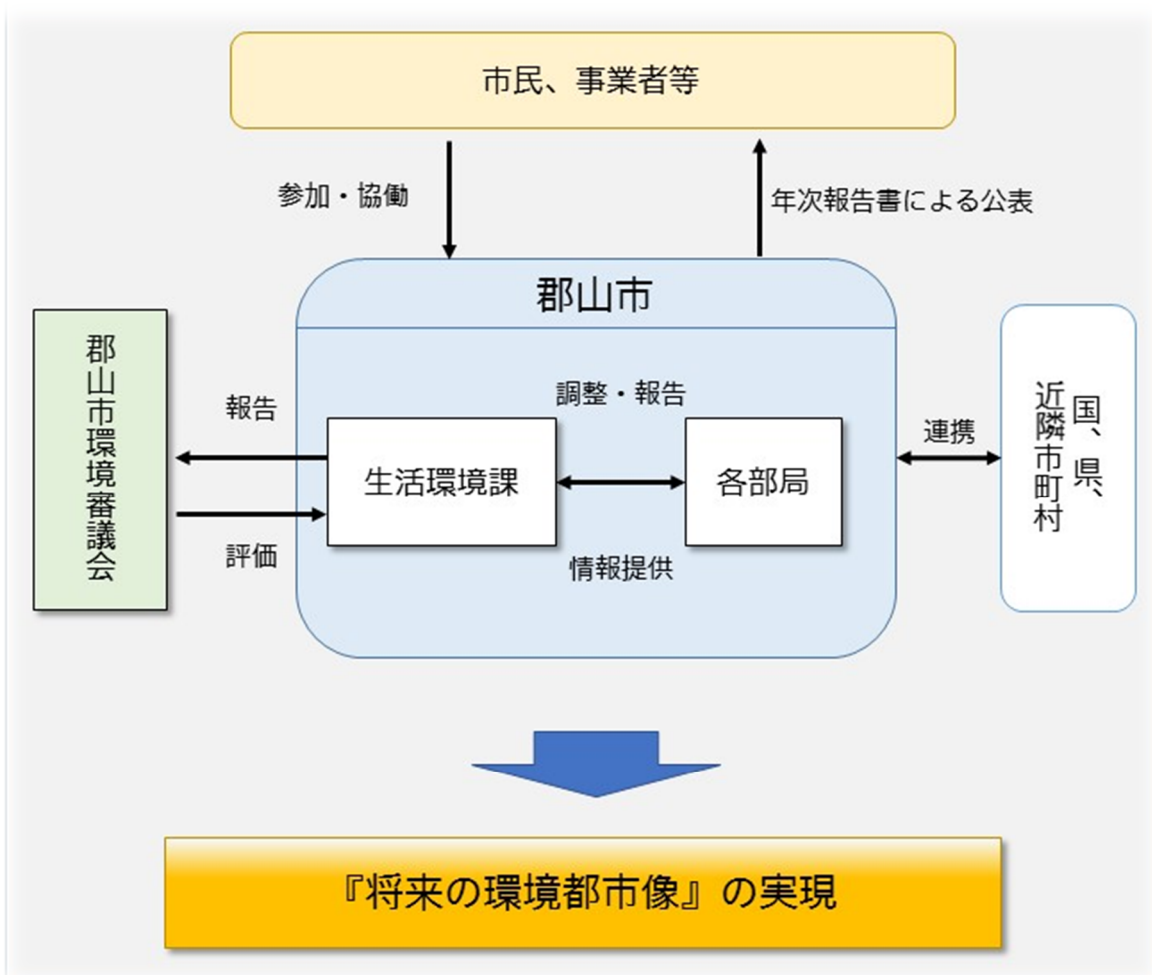 市民、事業者等
参加・協働
年次報告書による公表
郡山市
郡山市環境審議会
報告
評価
調整・報告
生活環境課
各部局
情報提供
連携
国、県、
近隣市町村
『将来の環境都市像』の実現